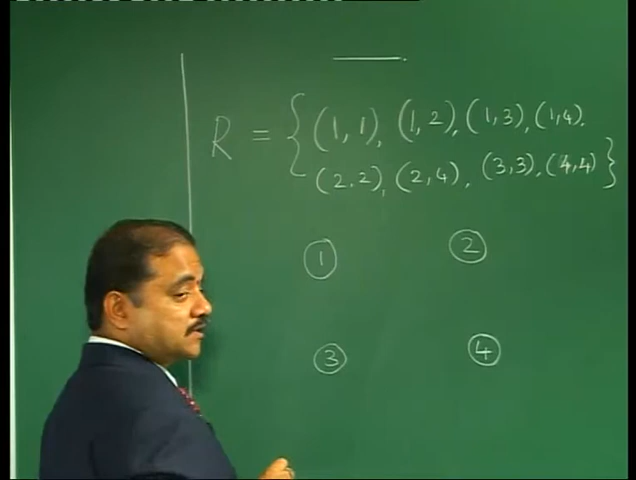 R = { (1,1), (1,2), (1,3), (1,4),
(2,2), (2,4), (3,3), (4,4) }
1 2
3 4